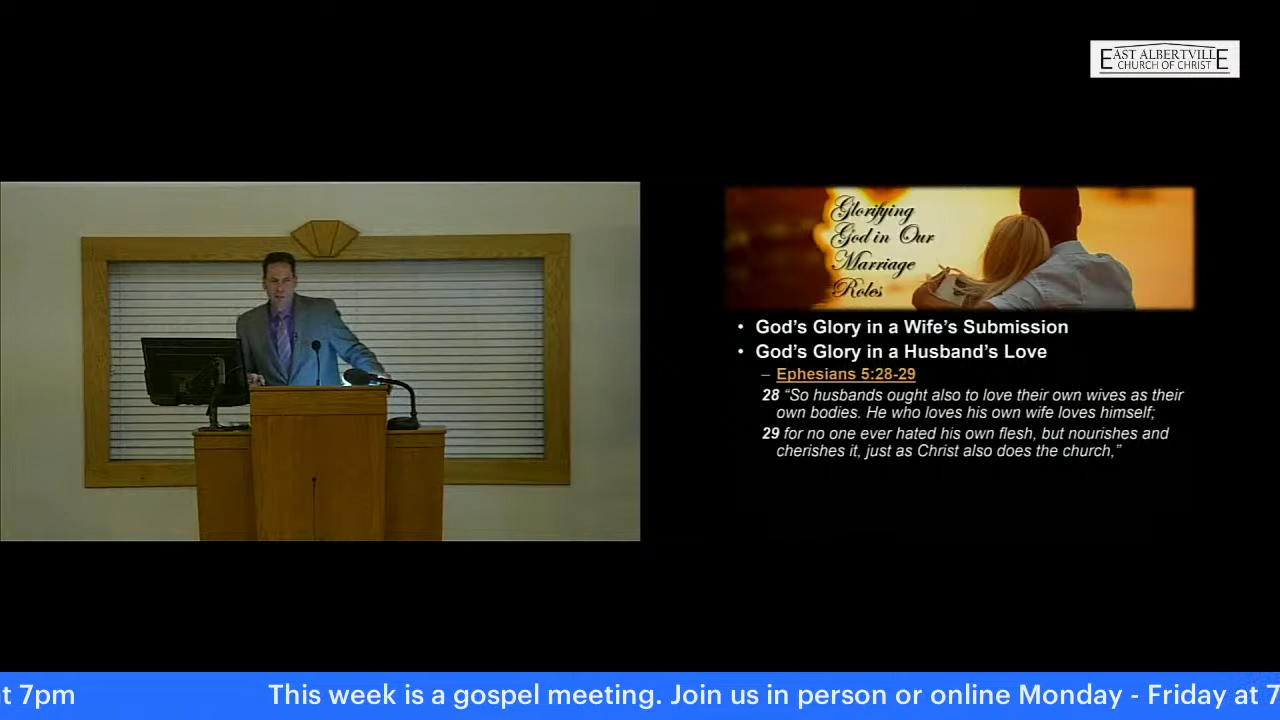 EAST ALBERTVILLE
CHURCH OF CHRIST
Glorifying
God in Our
Marriage
Roles
• God's Glory in a Wife's Submission
• God's Glory in a Husband's Love
– Ephesians 5:28-29
28 “So husbands ought also to love their own wives as their
own bodies. He who loves his own wife loves himself;
29 for no one ever hated his own flesh, but nourishes and
cherishes it, just as Christ also does the church,”
t 7pm This week is a gospel meeting. Join us in person or online Monday - Friday at 7